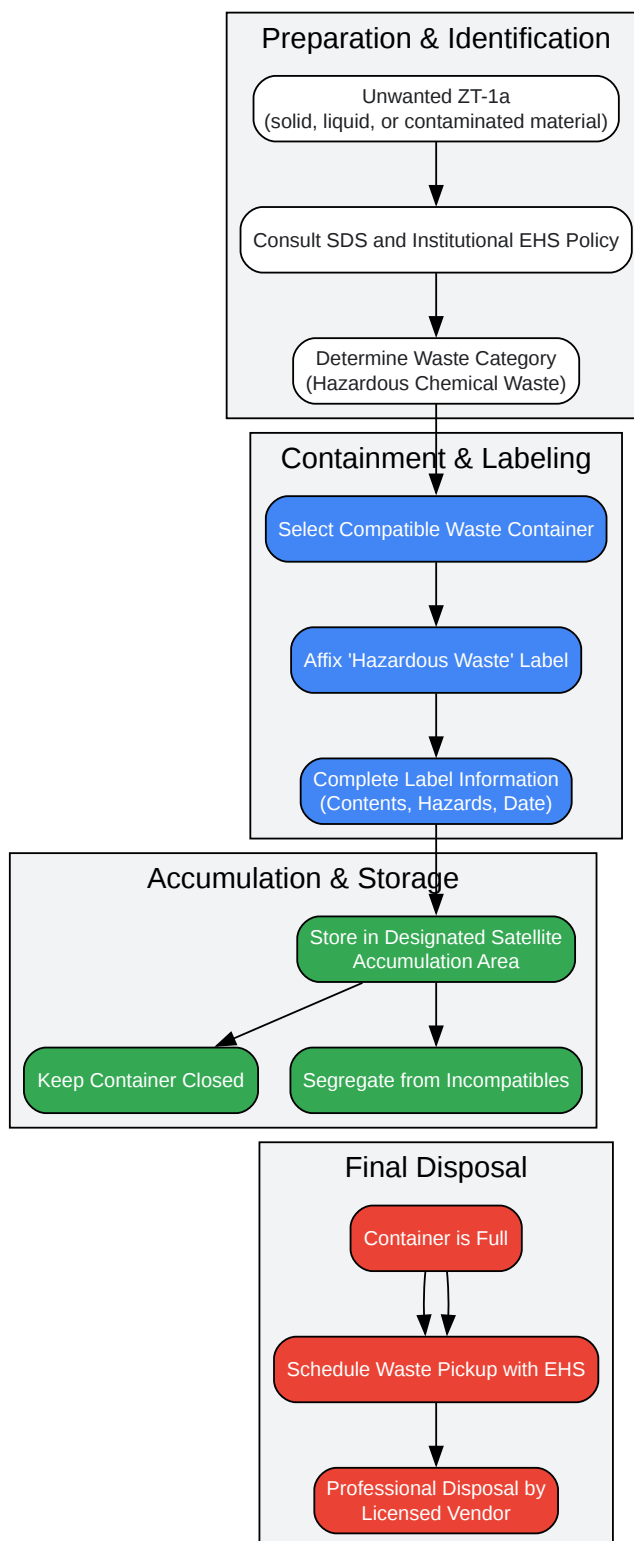 Preparation & Identification
Unwanted ZT-1a
(solid, liquid, or contaminated material)
Consult SDS and Institutional EHS Policy
Determine Waste Category
(Hazardous Chemical Waste)
Containment & Labeling
Select Compatible Waste Container
Affix 'Hazardous Waste' Label
Complete Label Information
(Contents, Hazards, Date)
Accumulation & Storage
Store in Designated Satellite
Accumulation Area
Keep Container Closed
Segregate from Incompatibles
Final Disposal
Container is Full
Schedule Waste Pickup with EHS
Professional Disposal by
Licensed Vendor